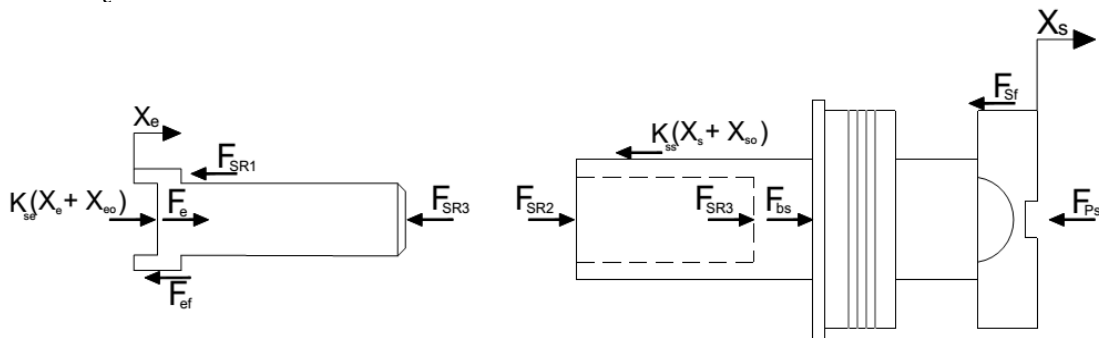 Xs
FSf
Xe
Kss(Xs + Xso)
FSR1
Kse(Xe + Xeo)
Fe
FSR3
FSR2
FSR3
Fbs
FPs
Fef